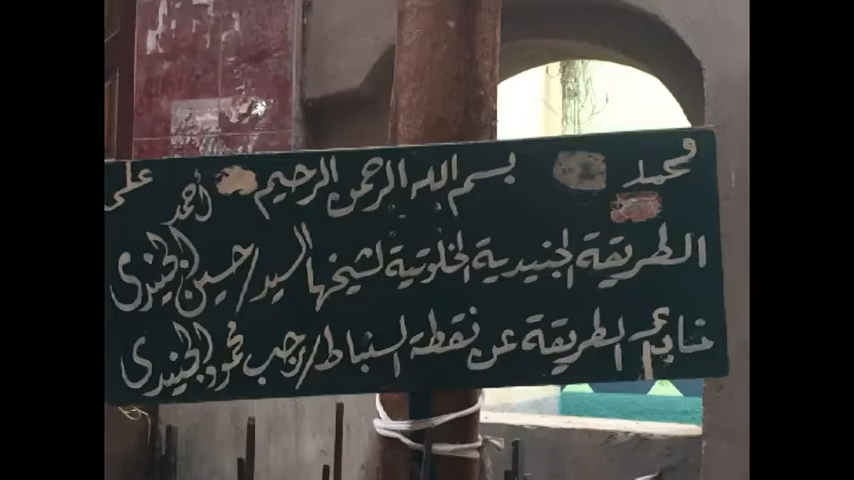 محمد بسم الله الرحمن الرحيم أحمد على
الطريقة الجنيدية الخلوتية لشيخها السيد/حسين الجنيدى
نائب الطريقة عن نقطة السنباط/رجب محمود الجنيدى